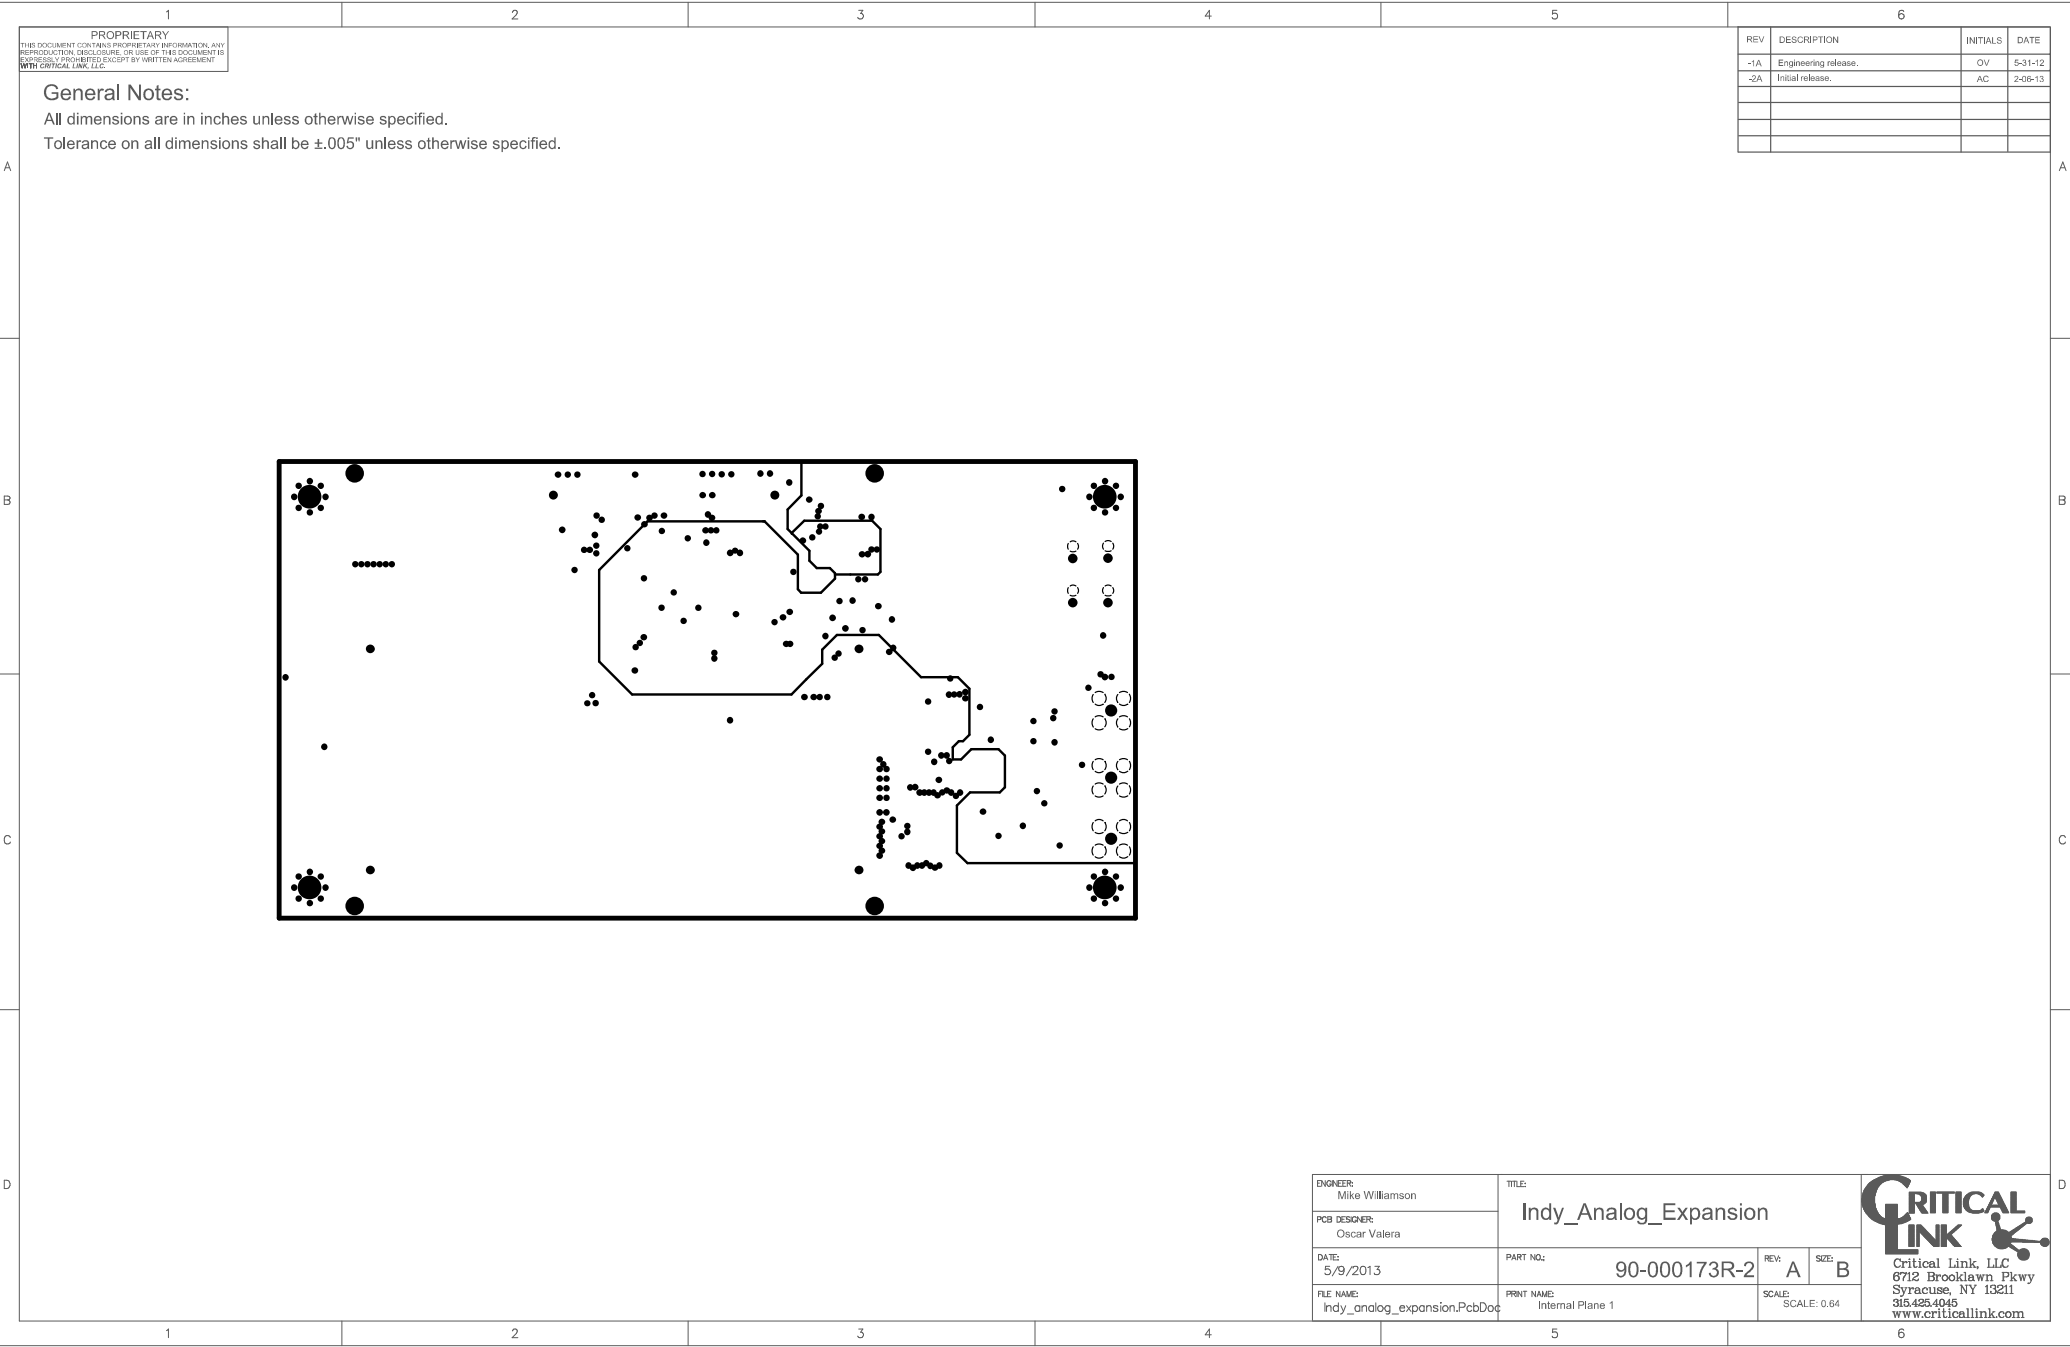 1 2 3 4 5 6
PROPRIETARY
THIS DOCUMENT CONTAINS PROPRIETARY INFORMATION, ANY
REPRODUCTION, DISCLOSURE, OR USE OF THIS DOCUMENT IS
EXPRESSLY PROHIBITED EXCEPT BY WRITTEN AGREEMENT
WITH CRITICAL LINK, LLC.
General Notes:
All dimensions are in inches unless otherwise specified.
Tolerance on all dimensions shall be ±.005" unless otherwise specified.
REV DESCRIPTION INITIALS DATE
-1A Engineering release. OV 5-31-12
-2A Initial release. AC 2-06-13
A A
B B
C C
D D
ENGINEER:
Mike Williamson
PCB DESIGNER:
Oscar Valera
DATE:
5/9/2013
FILE NAME:
Indy_analog_expansion.PcbDoc
TITLE:
Indy_Analog_Expansion
PART NO.:
90-000173R-2
REV:
A
SIZE:
B
PRINT NAME:
Internal Plane 1
SCALE:
SCALE: 0.64
CRITICAL
LINK
Critical Link, LLC
6712 Brooklawn Pkwy
Syracuse, NY 13211
315.425.4045
www.criticallink.com
1 2 3 4 5 6